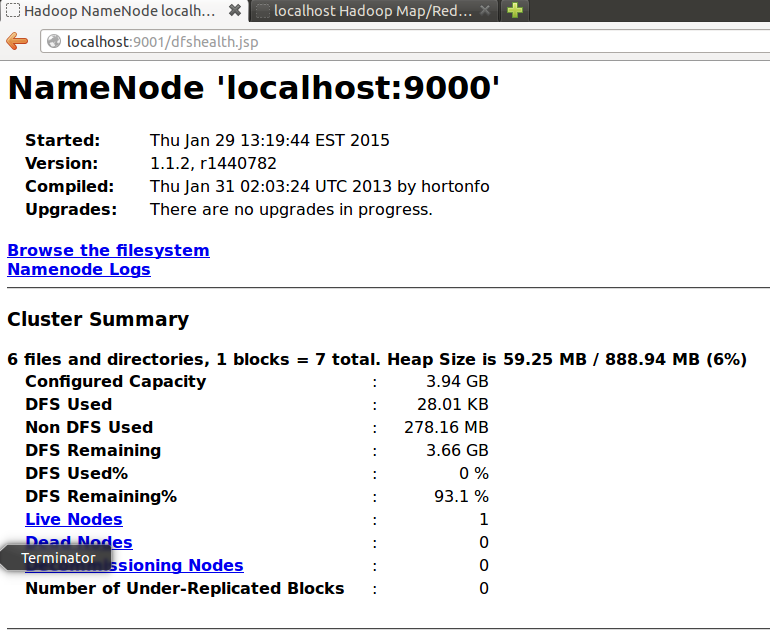 Hadoop NameNode localh... localhost Hadoop Map/Red...
localhost:9001/dfshealth.jsp
NameNode 'localhost:9000'
Started: Thu Jan 29 13:19:44 EST 2015
Version: 1.1.2, r1440782
Compiled: Thu Jan 31 02:03:24 UTC 2013 by hortonfo
Upgrades: There are no upgrades in progress.
Browse the filesystem
Namenode Logs
Cluster Summary
6 files and directories, 1 blocks = 7 total. Heap Size is 59.25 MB / 888.94 MB (6%)
Configured Capacity : 3.94 GB
DFS Used : 28.01 KB
Non DFS Used : 278.16 MB
DFS Remaining : 3.66 GB
DFS Used% : 0 %
DFS Remaining% : 93.1 %
Live Nodes : 1
Dead Nodes : 0
Terminator
Decommissioning Nodes : 0
Number of Under-Replicated Blocks : 0